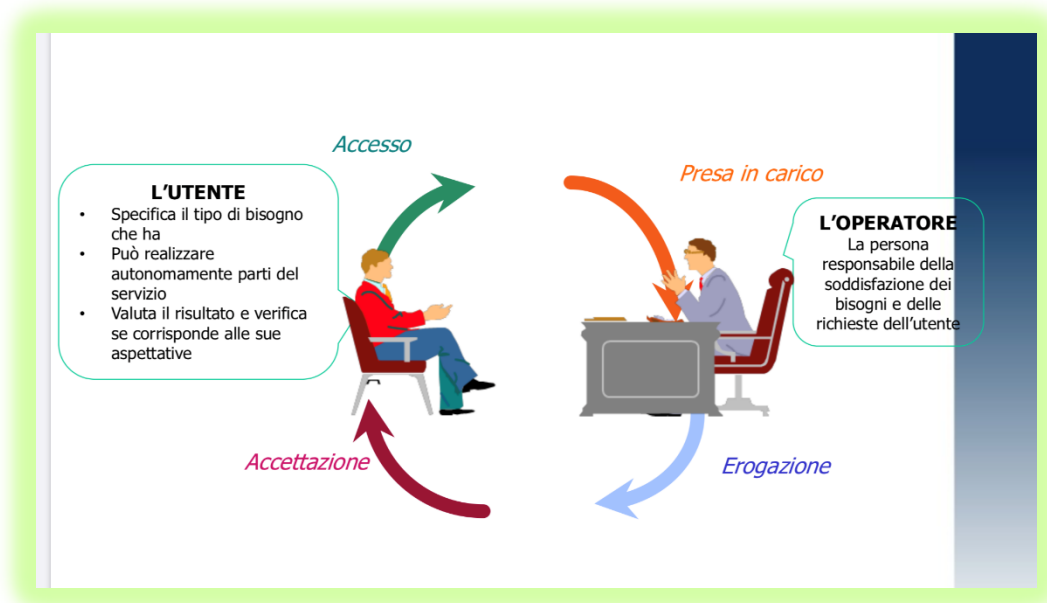 Accesso
Presa in carico
L'UTENTE
• Specifica il tipo di bisogno
che ha
• Può realizzare
autonomamente parti del
servizio
• Valuta il risultato e verifica
se corrisponde alle sue
aspettative
L'OPERATORE
La persona
responsabile della
soddisfazione dei
bisogni e delle
richieste dell'utente
Accettazione
Erogazione